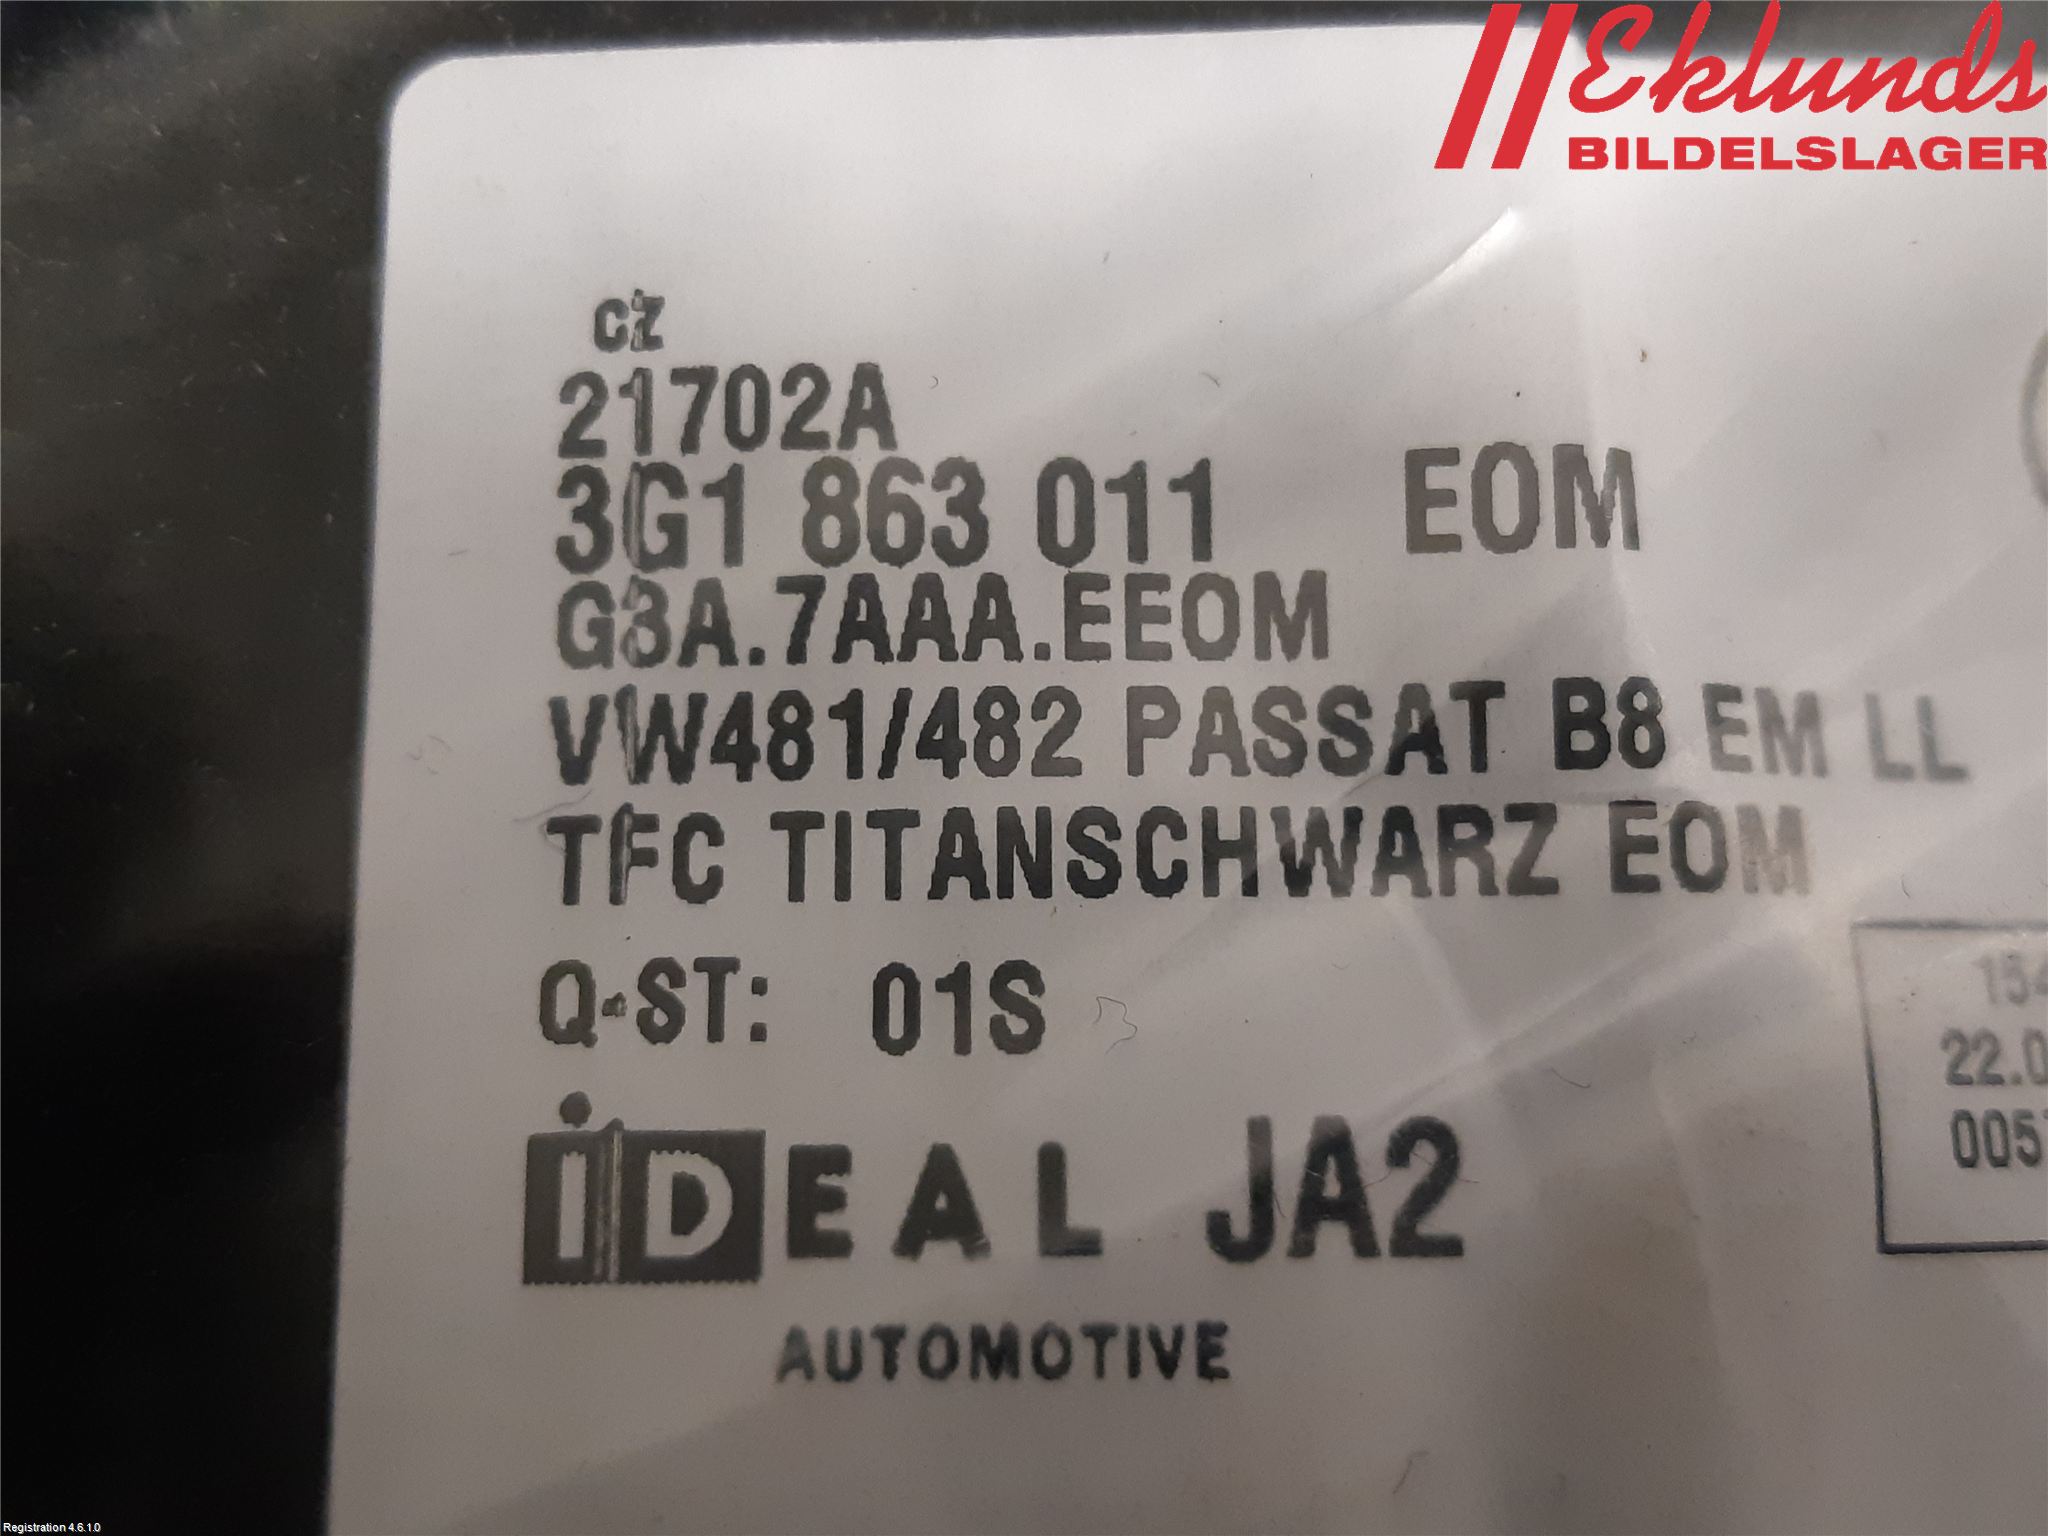 Eklunds
BILDELSLAGER
cz
21702A
3G1 863 011 EOM
G3A.7AAA.EEOM
VW481/482 PASSAT B8 EM LL
TFC TITANSCHWARZ EOM
Q-ST: 01S
iDEAL JA2
AUTOMOTIVE
Registration 4.6.1.0